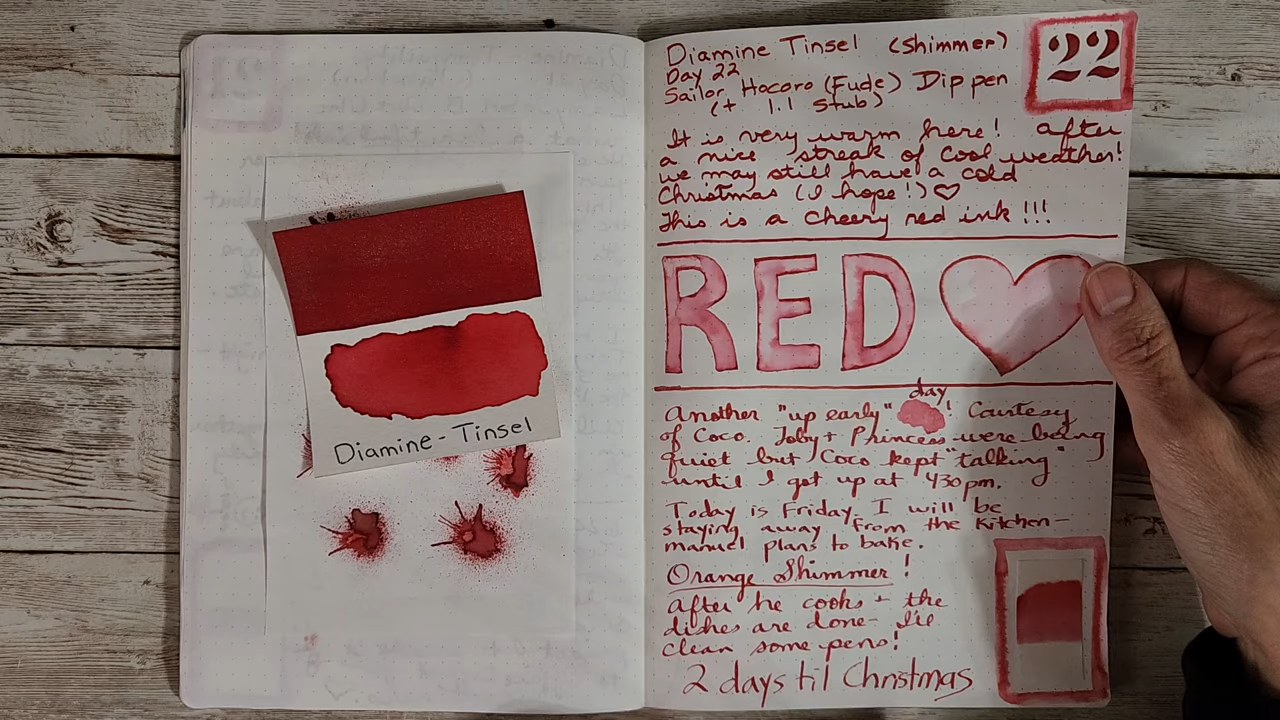 Diamine - Tinsel
Diamine Tinsel (Shimmer)
22
Day 22
Sailor Hocoro (Fude) Dip pen
(+ 1.1 Stub)
It is very warm here! after
a nice streak of cool weather!
we may still have a cold
Christmas (I hope!)♡
This is a cheery red ink!!!
RED♡
day
Another "up early" ! Courtesy
of Coco. Toby + Princess were being
quiet but Coco kept "talking"
until I got up at 430pm.
Today is Friday. I will be
staying away from the kitchen-
manuel plans to bake.
Orange Shimmer!
after he cooks + the
dishes are done- I'll
clean some pens!
2 days til Christmas